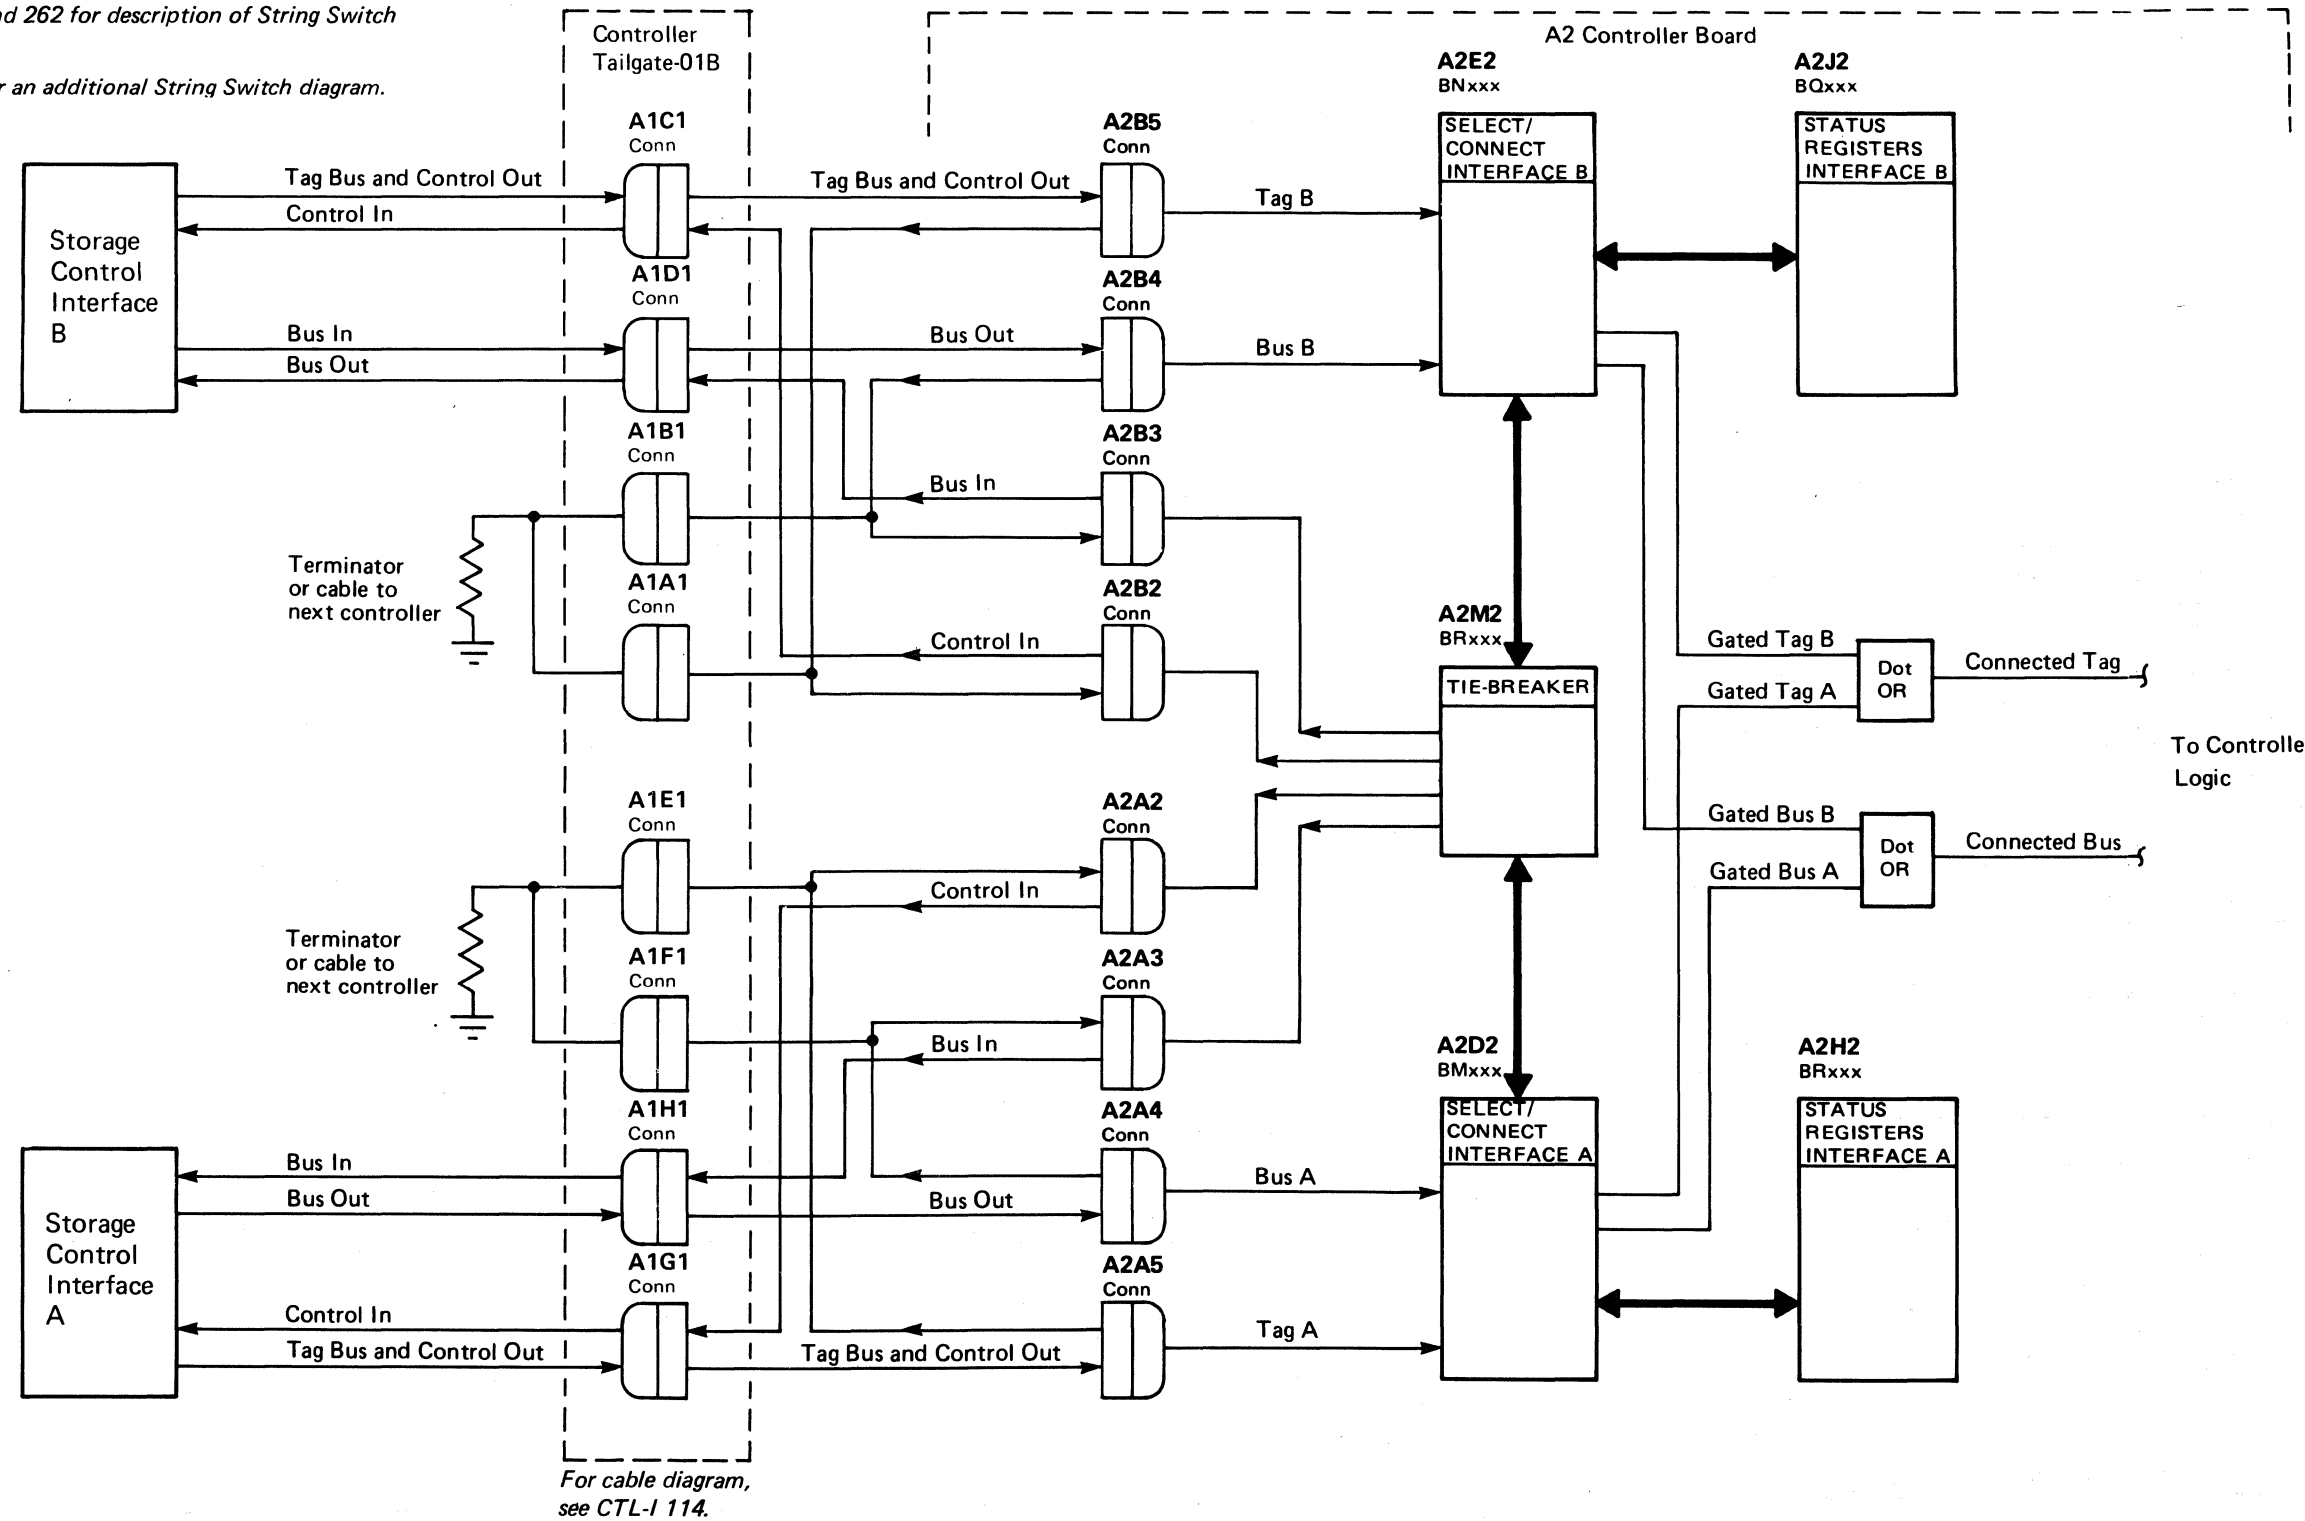 nd 262 for description of String Switch
r an additional String Switch diagram.
Controller
Tailgate-01B
A2 Controller Board
A2E2
BNxxx
A2J2
BQxxx
A1C1
Conn
A2B5
Conn
SELECT/
CONNECT
INTERFACE B
STATUS
REGISTERS
INTERFACE B
Tag Bus and Control Out
Control In
Tag Bus and Control Out
Tag B
Storage
Control
Interface
B
A1D1
Conn
A2B4
Conn
Bus In
Bus Out
Bus Out
Bus B
A1B1
Conn
A2B3
Conn
Bus In
Terminator
or cable to
next controller
A1A1
Conn
A2B2
Conn
Control In
A2M2
BRxxx
TIE-BREAKER
Gated Tag B
Gated Tag A
Dot
OR
Connected Tag
To Controlle
Logic
A1E1
Conn
A2A2
Conn
Control In
Gated Bus B
Gated Bus A
Dot
OR
Connected Bus
Terminator
or cable to
next controller
A1F1
Conn
A2A3
Conn
Bus In
A2D2
BMxxx
A2H2
BRxxx
A1H1
Conn
A2A4
Conn
SELECT/
CONNECT
INTERFACE A
STATUS
REGISTERS
INTERFACE A
Bus In
Bus Out
Bus Out
Bus A
Storage
Control
Interface
A
A1G1
Conn
A2A5
Conn
Control In
Tag Bus and Control Out
Tag Bus and Control Out
Tag A
For cable diagram,
see CTL-I 114.